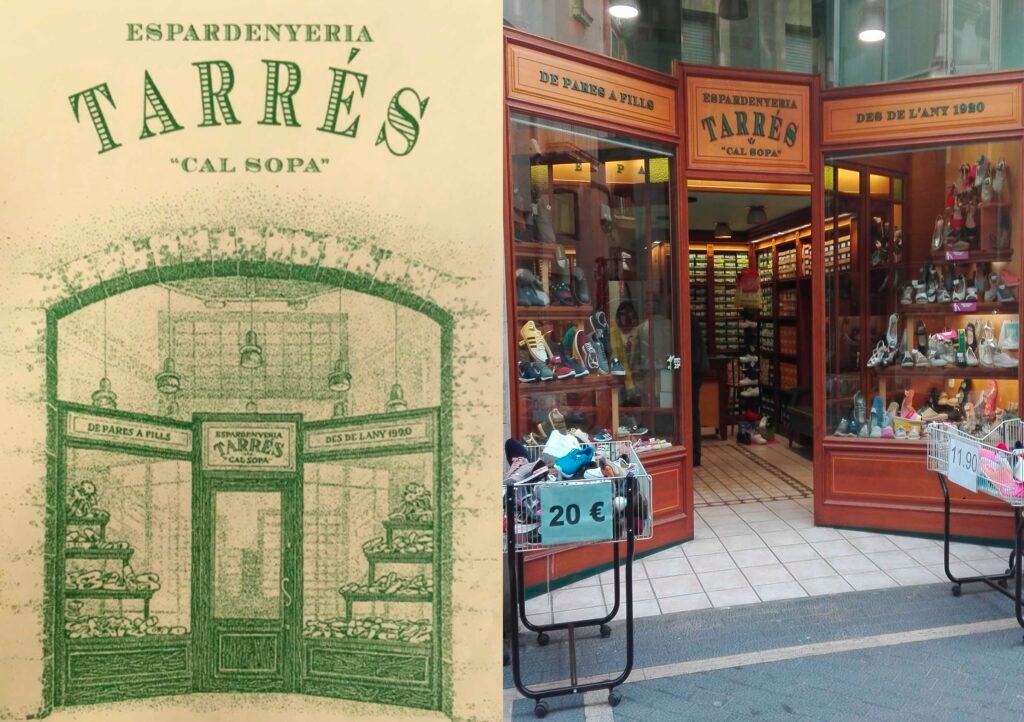 ESPARDENYERIA
TARRÉS
"CAL SOPA"
DE PARES A FILLS
ESPARDENYERIA
TARRÉS
"CAL SOPA"
DES DE L'ANY 1920
DE PARES A FILLS
ESPARDENYERIA
TARRÉS
"CAL SOPA"
DES DE L'ANY 1920
E S P A
20 €
11.90